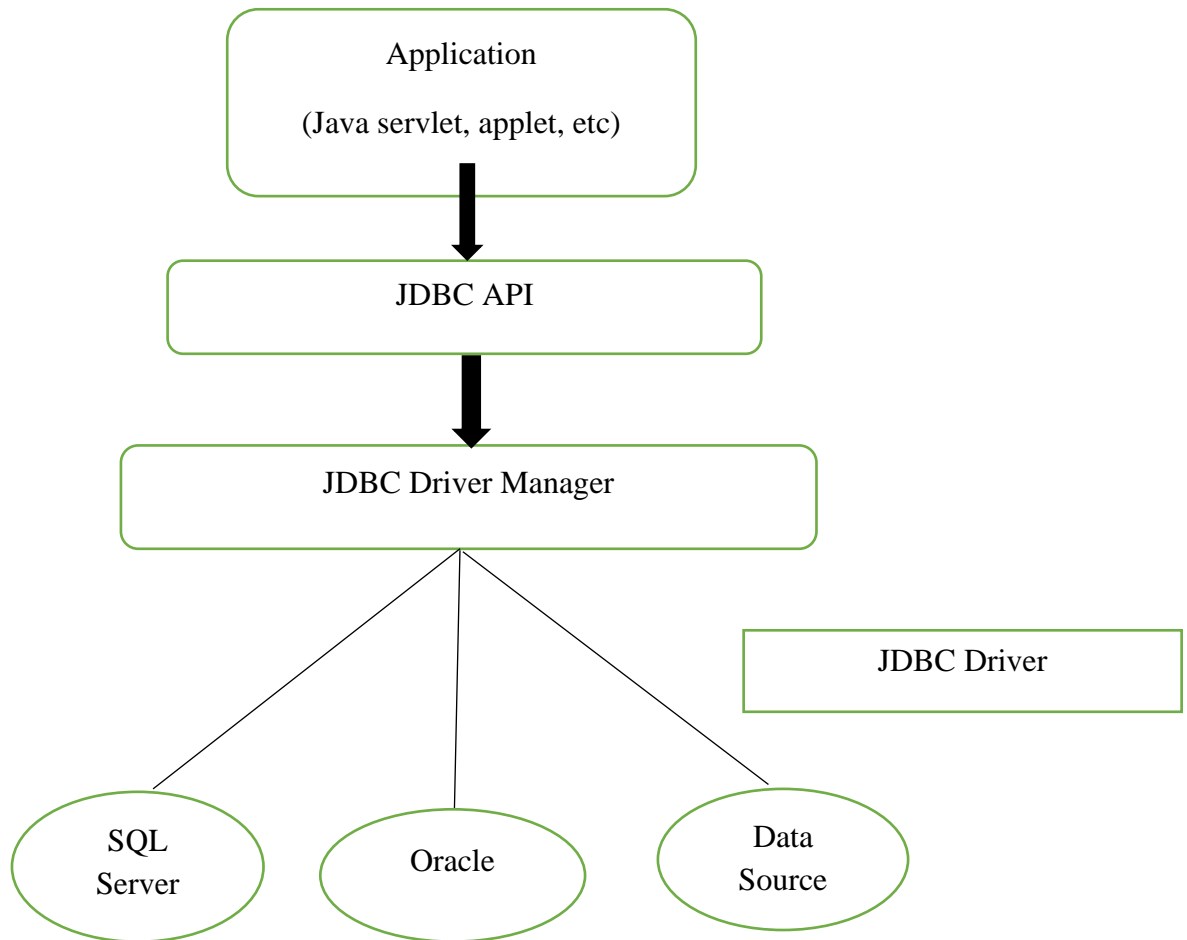 Application
(Java servlet, applet, etc)
JDBC API
JDBC Driver Manager
JDBC Driver
SQL
Server
Oracle
Data
Source